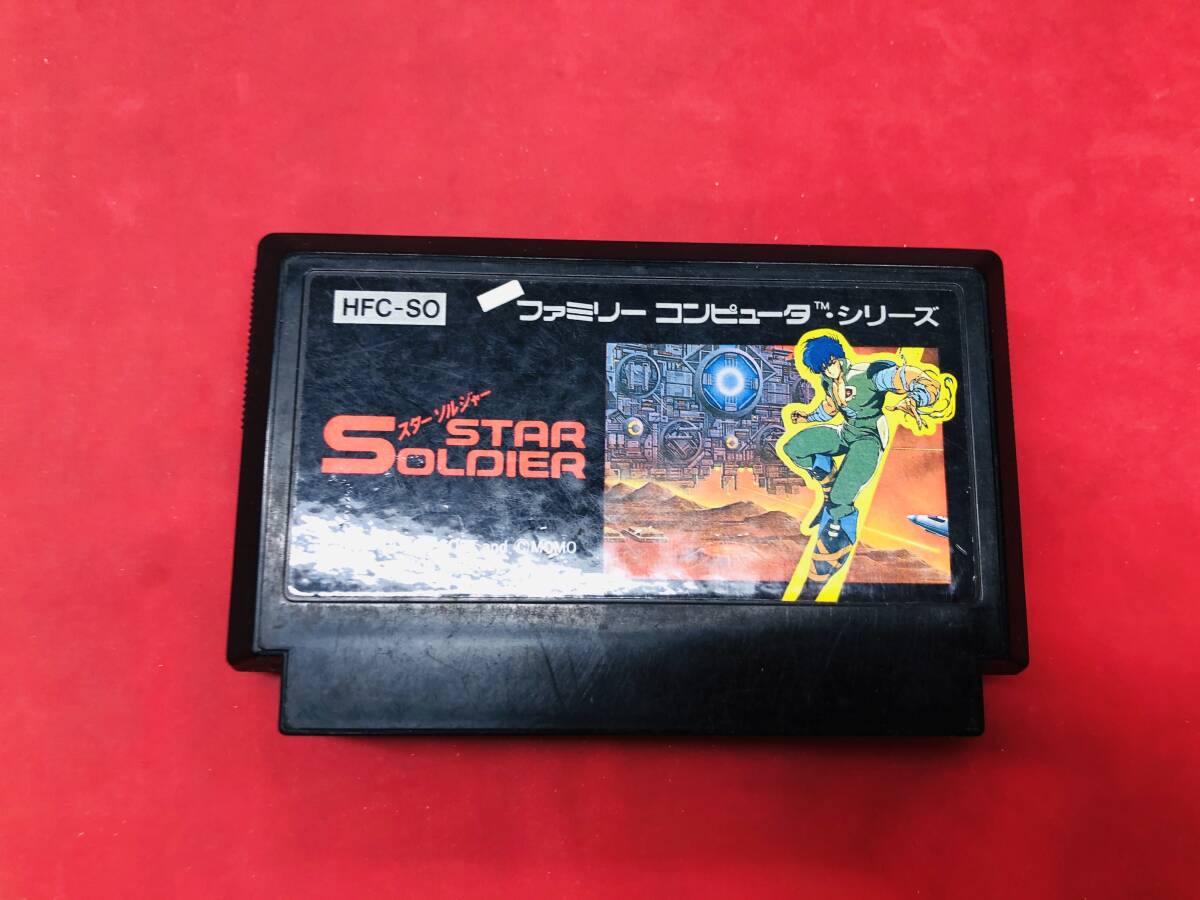 HFC-SO
ファミリー コンピュータ™・シリーズ
スターソルジャー
STAR
SOLDIER
and ©MOMO